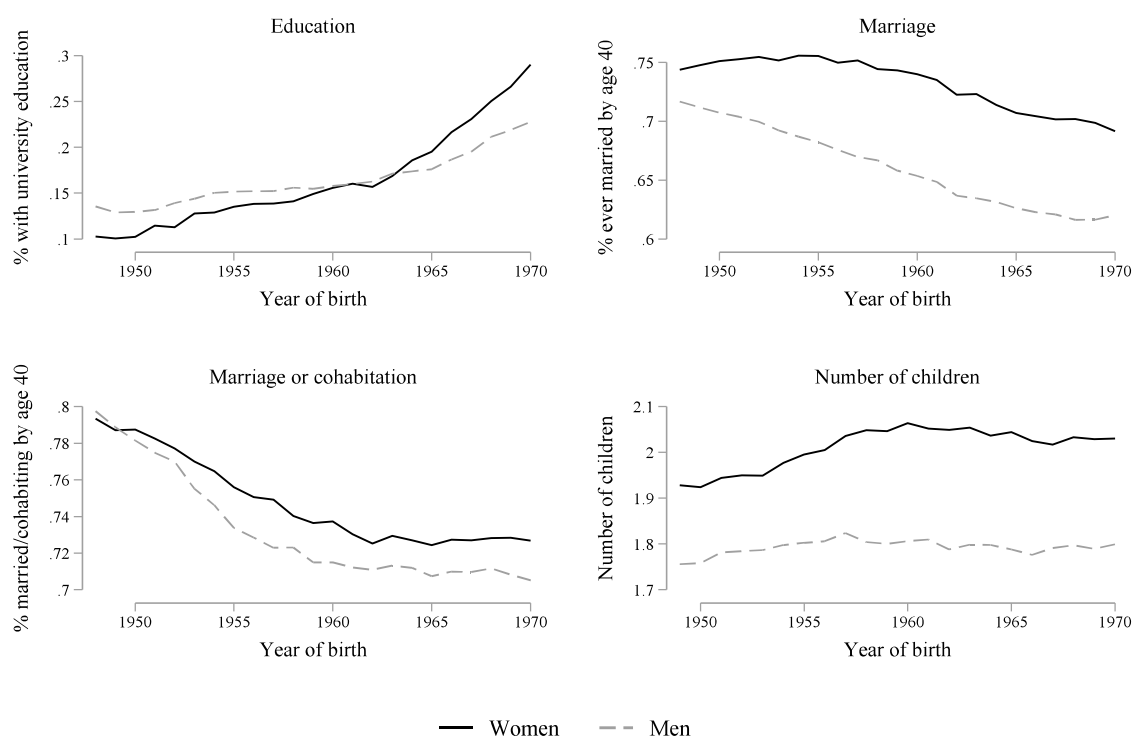 Education
% with university education
.3
.25
.2
.15
.1
1950 1955 1960 1965 1970
Year of birth
Marriage
% ever married by age 40
.75
.7
.65
.6
1950 1955 1960 1965 1970
Year of birth
Marriage or cohabitation
% married/cohabiting by age 40
.8
.78
.76
.74
.72
.7
1950 1955 1960 1965 1970
Year of birth
Number of children
Number of children
2.1
2
1.9
1.8
1.7
1950 1955 1960 1965 1970
Year of birth
Women Men